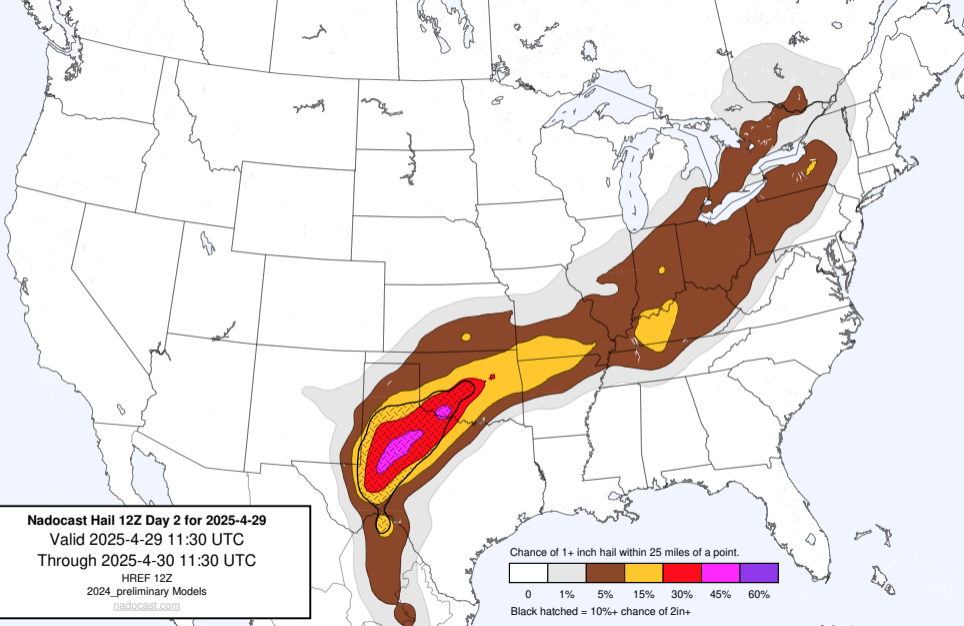 Nadocast Hail 12Z Day 2 for 2025-4-29
Valid 2025-4-29 11:30 UTC
Through 2025-4-30 11:30 UTC
HREF 12Z
2024_preliminary Models
nadocast.com
Chance of 1+ inch hail within 25 miles of a point.
0 1% 5% 15% 30% 45% 60%
Black hatched = 10%+ chance of 2in+